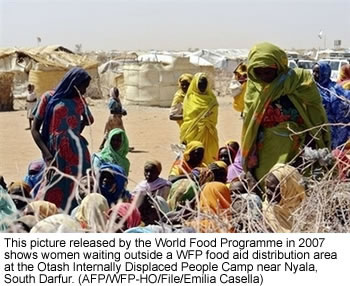 This picture released by the World Food Programme in 2007
shows women waiting outside a WFP food aid distribution area
at the Otash Internally Displaced People Camp near Nyala,
South Darfur. (AFP/WFP-HO/File/Emilia Casella)